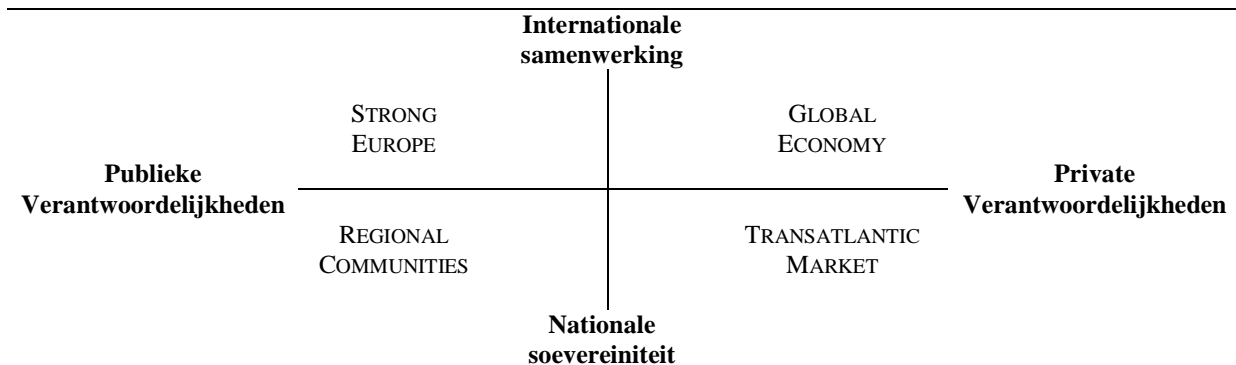 Internationale
samenwerking
STRONG
EUROPE
GLOBAL
ECONOMY
Publieke
Verantwoordelijkheden
Private
Verantwoordelijkheden
REGIONAL
COMMUNITIES
TRANSATLANTIC
MARKET
Nationale
soevereiniteit